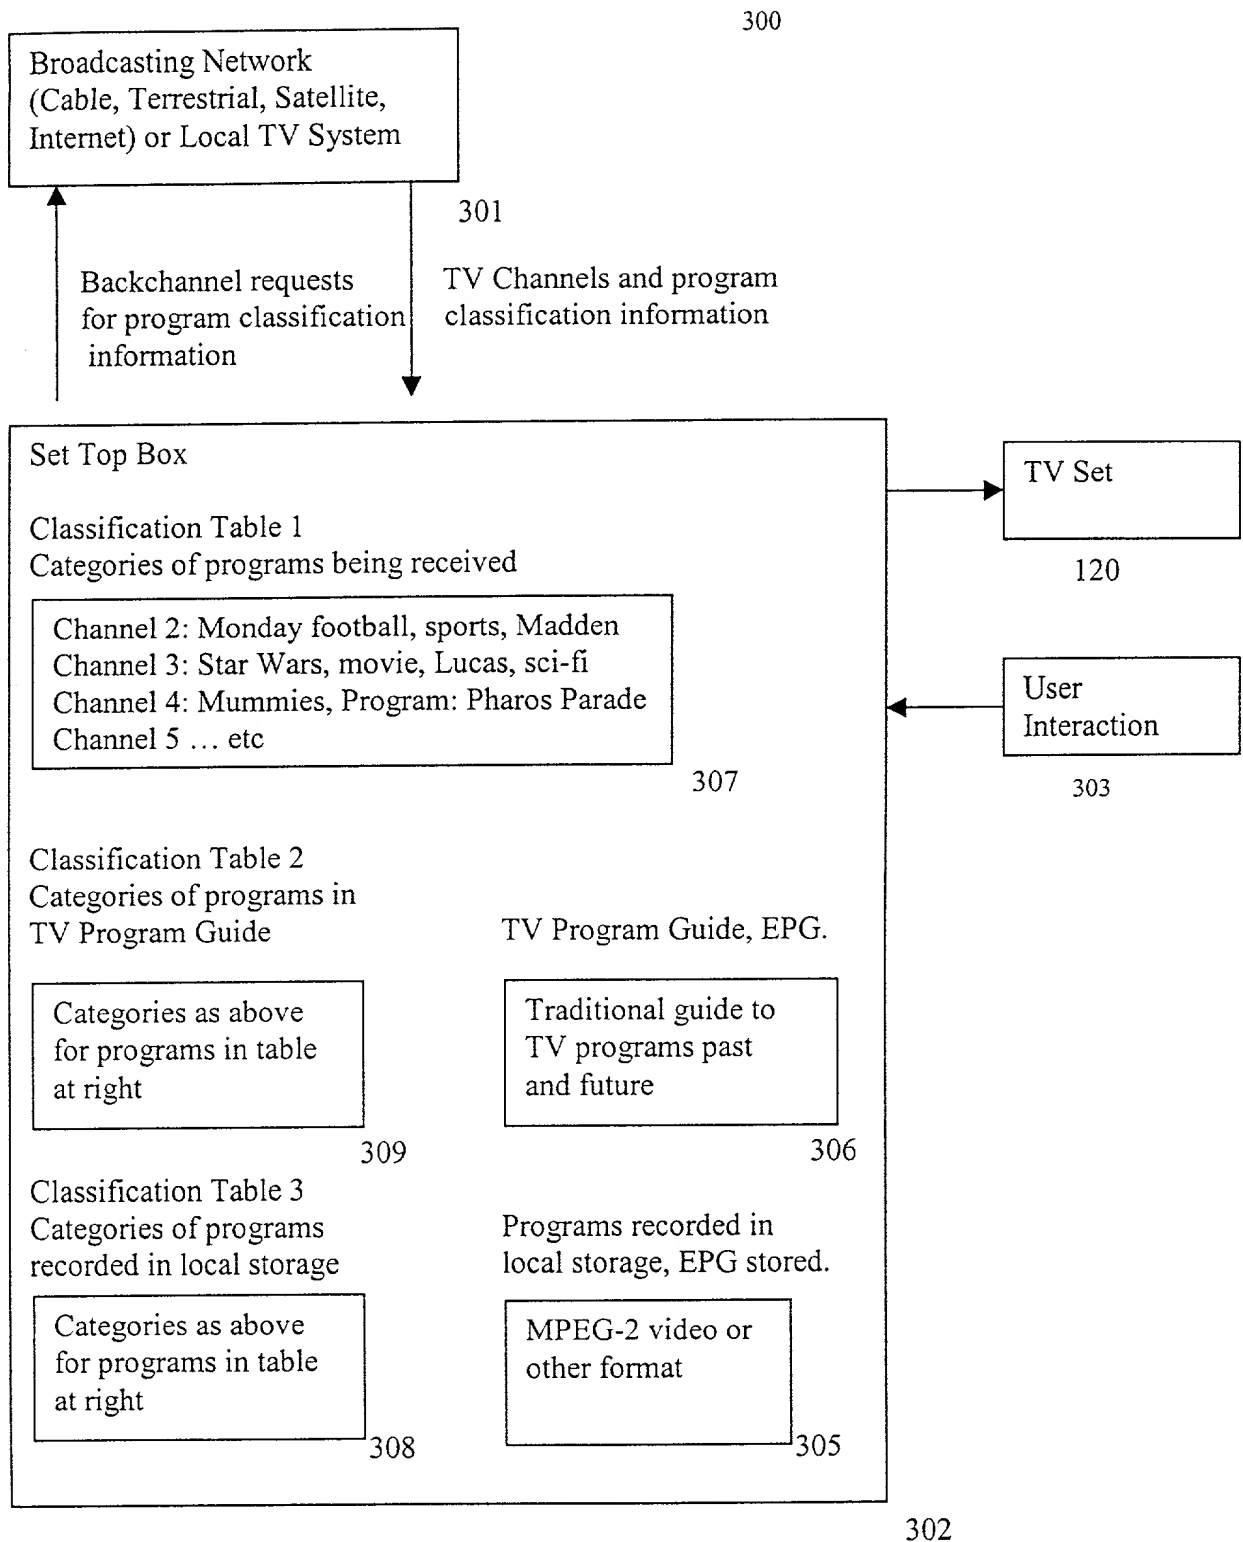 300
Broadcasting Network
(Cable, Terrestrial, Satellite,
Internet) or Local TV System
301
Backchannel requests
for program classification
information
TV Channels and program
classification information
Set Top Box
TV Set
120
Classification Table 1
Categories of programs being received
Channel 2: Monday football, sports, Madden
Channel 3: Star Wars, movie, Lucas, sci-fi
Channel 4: Mummies, Program: Pharos Parade
Channel 5 … etc
307
User
Interaction
303
Classification Table 2
Categories of programs in
TV Program Guide
TV Program Guide, EPG.
Categories as above
for programs in table
at right
309
Traditional guide to
TV programs past
and future
306
Classification Table 3
Categories of programs
recorded in local storage
Programs recorded in
local storage, EPG stored.
Categories as above
for programs in table
at right
308
MPEG-2 video or
other format
305
302